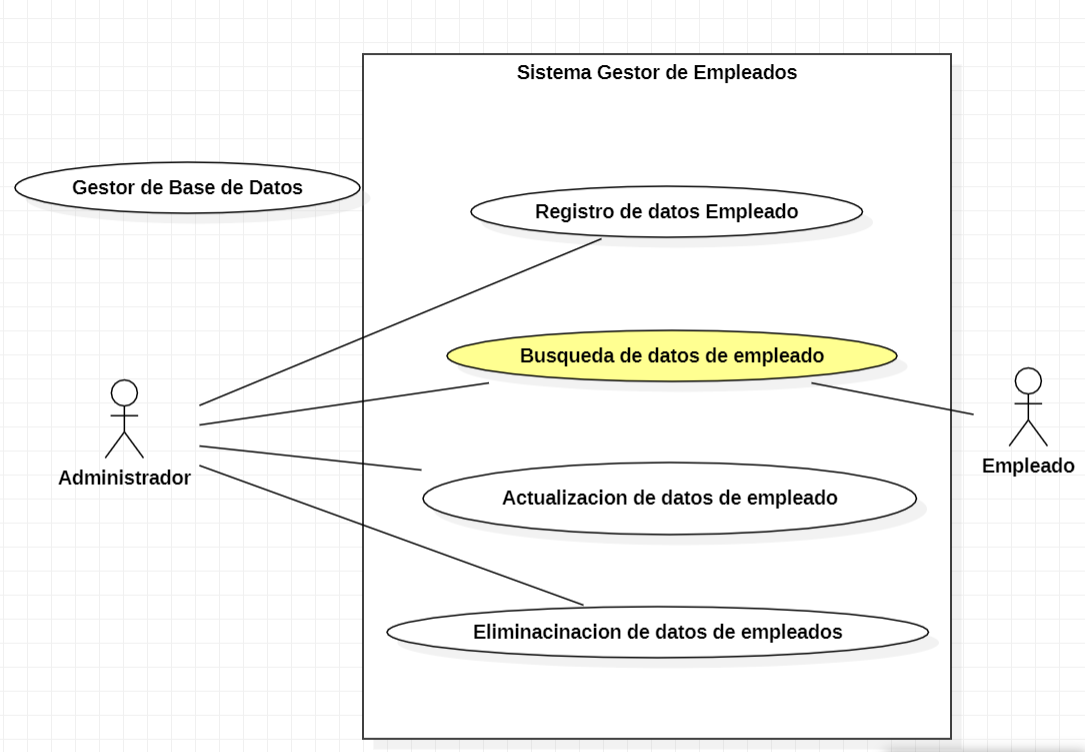 Sistema Gestor de Empleados
Gestor de Base de Datos
Registro de datos Empleado
Busqueda de datos de empleado
Administrador
Empleado
Actualizacion de datos de empleado
Eliminacinacion de datos de empleados